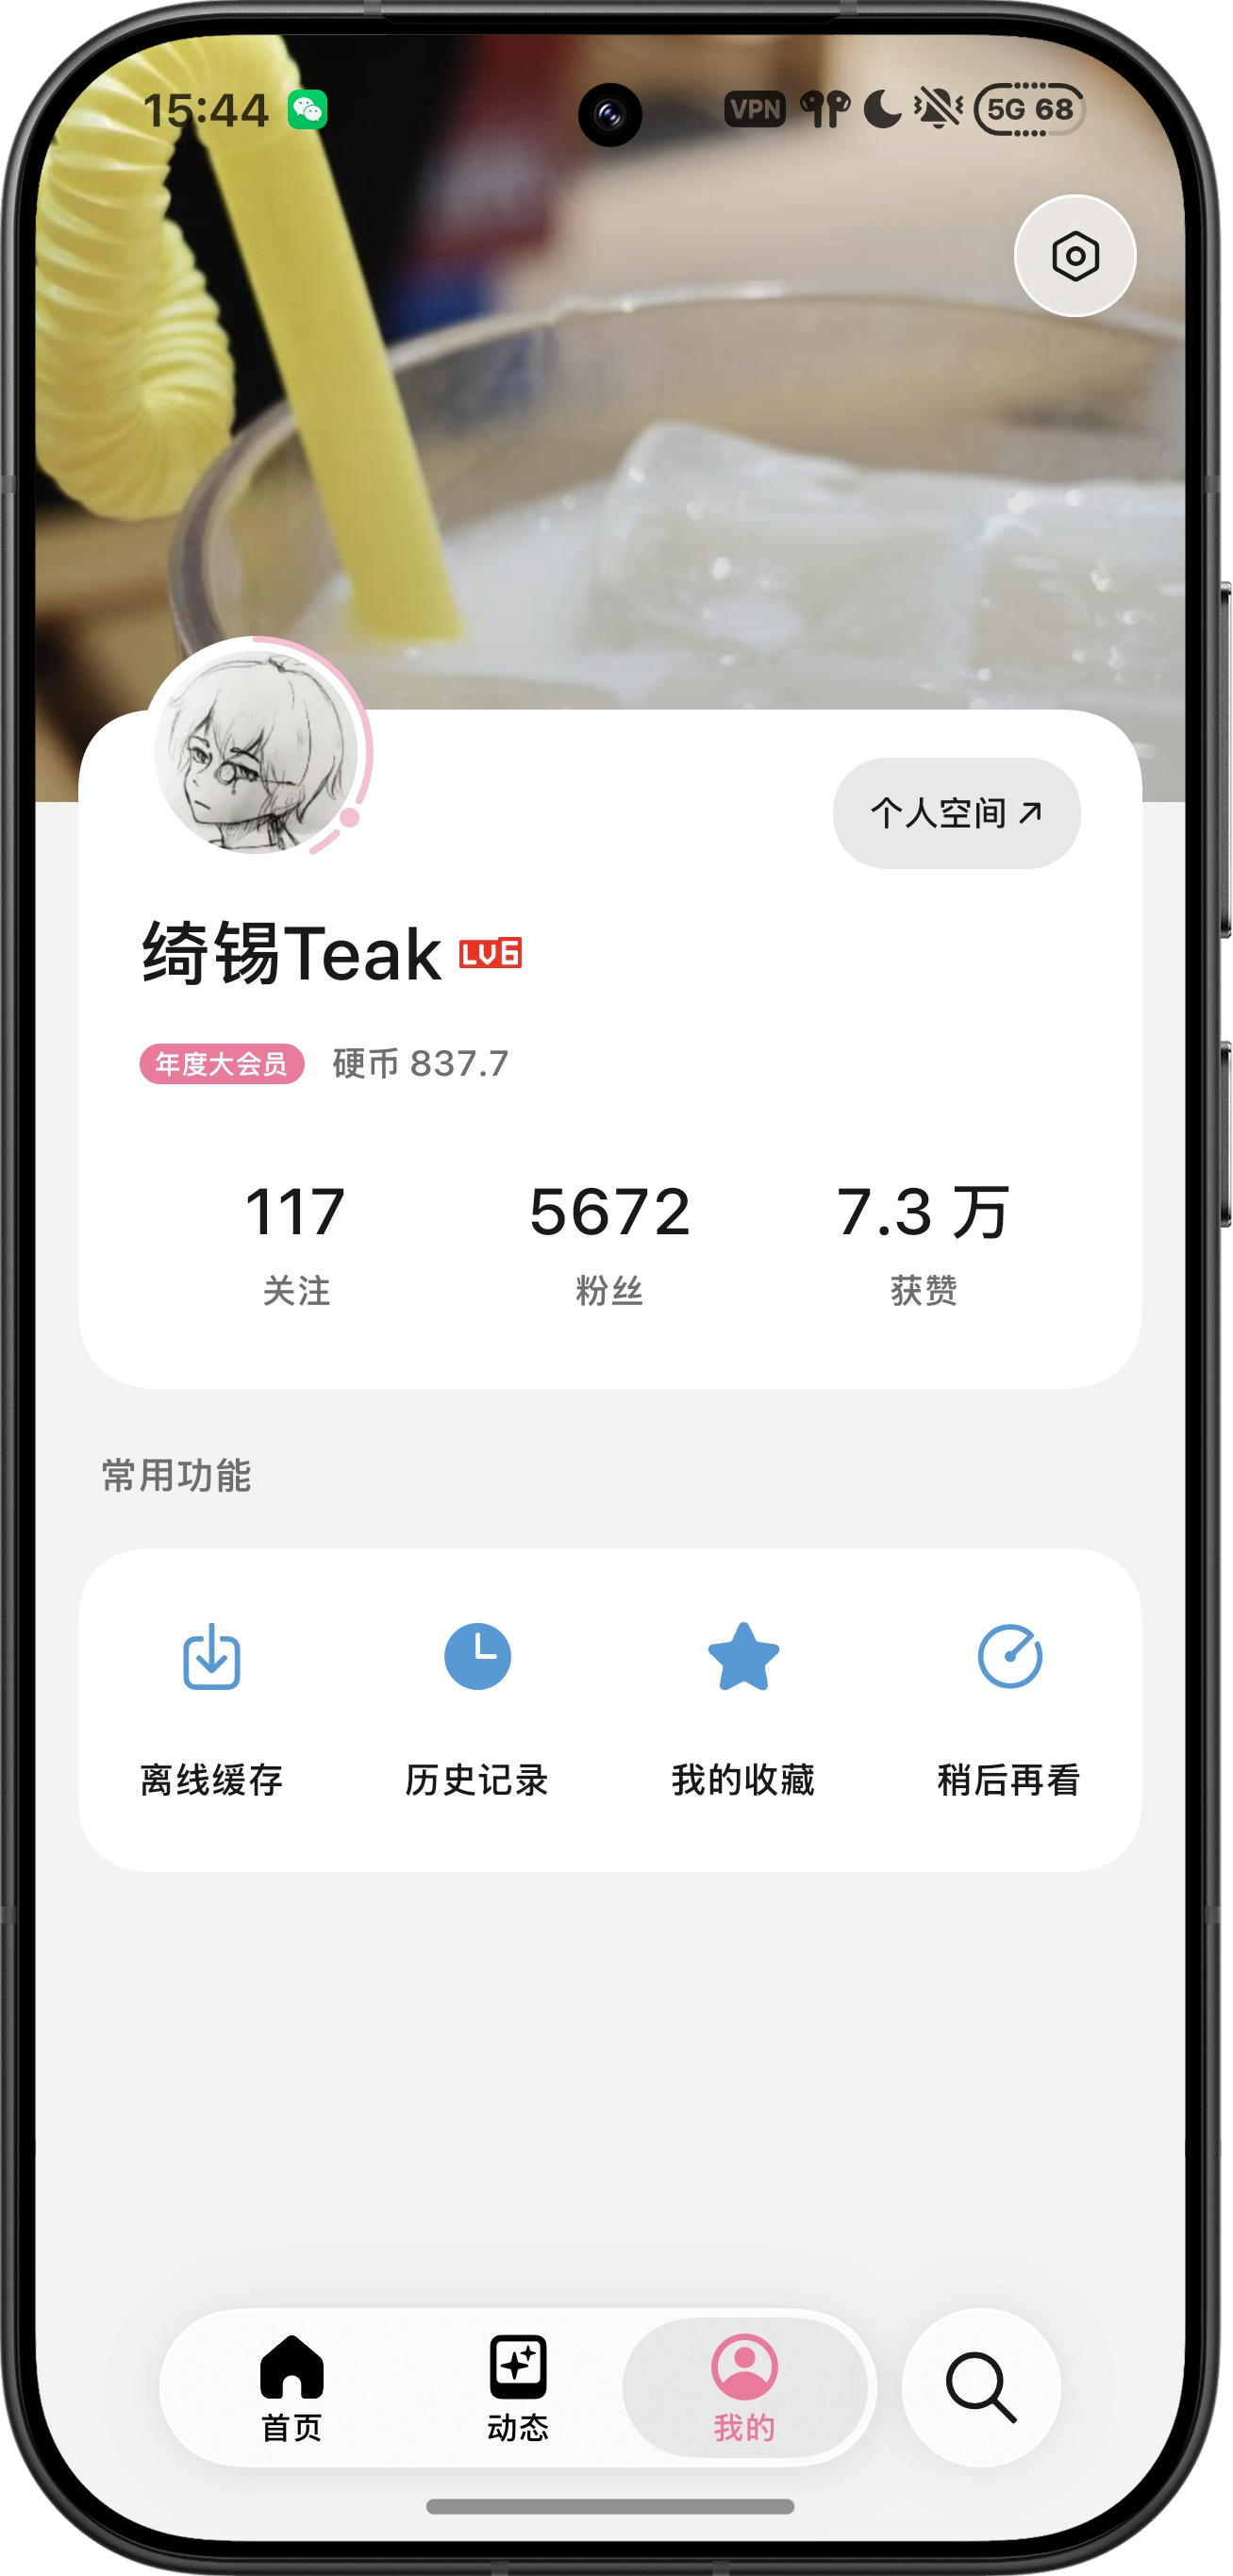 15:44 VPN 5G 68
个人空间
绮锡Teak LV6
年度大会员 硬币 837.7
117 5672 7.3 万
关注 粉丝 获赞
常用功能
离线缓存 历史记录 我的收藏 稍后再看
首页 动态 我的